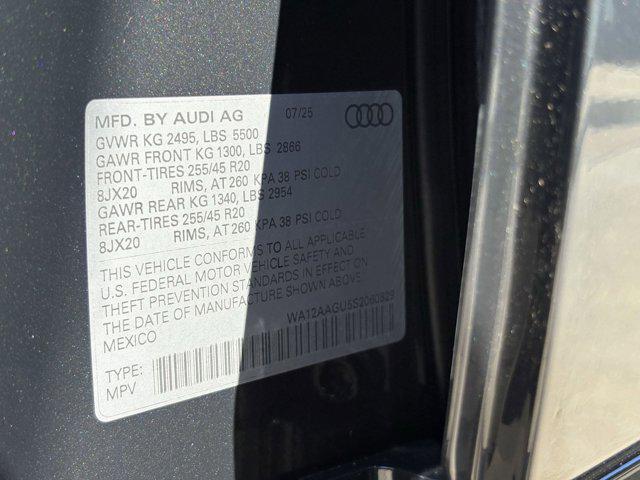 MFD. BY AUDI AG 07/25
GVWR KG 2495, LBS 5500
GAWR FRONT KG 1300, LBS 2866
FRONT-TIRES 255/45 R20
8JX20 RIMS, AT 260 KPA 38 PSI COLD
GAWR REAR KG 1340, LBS 2954
REAR-TIRES 255/45 R20
8JX20 RIMS, AT 260 KPA 38 PSI COLD
THIS VEHICLE CONFORMS TO ALL APPLICABLE
U.S. FEDERAL MOTOR VEHICLE SAFETY AND
THEFT PREVENTION STANDARDS IN EFFECT ON
THE DATE OF MANUFACTURE SHOWN ABOVE.
MEXICO
WA12AAGU5S2060829
TYPE:
MPV